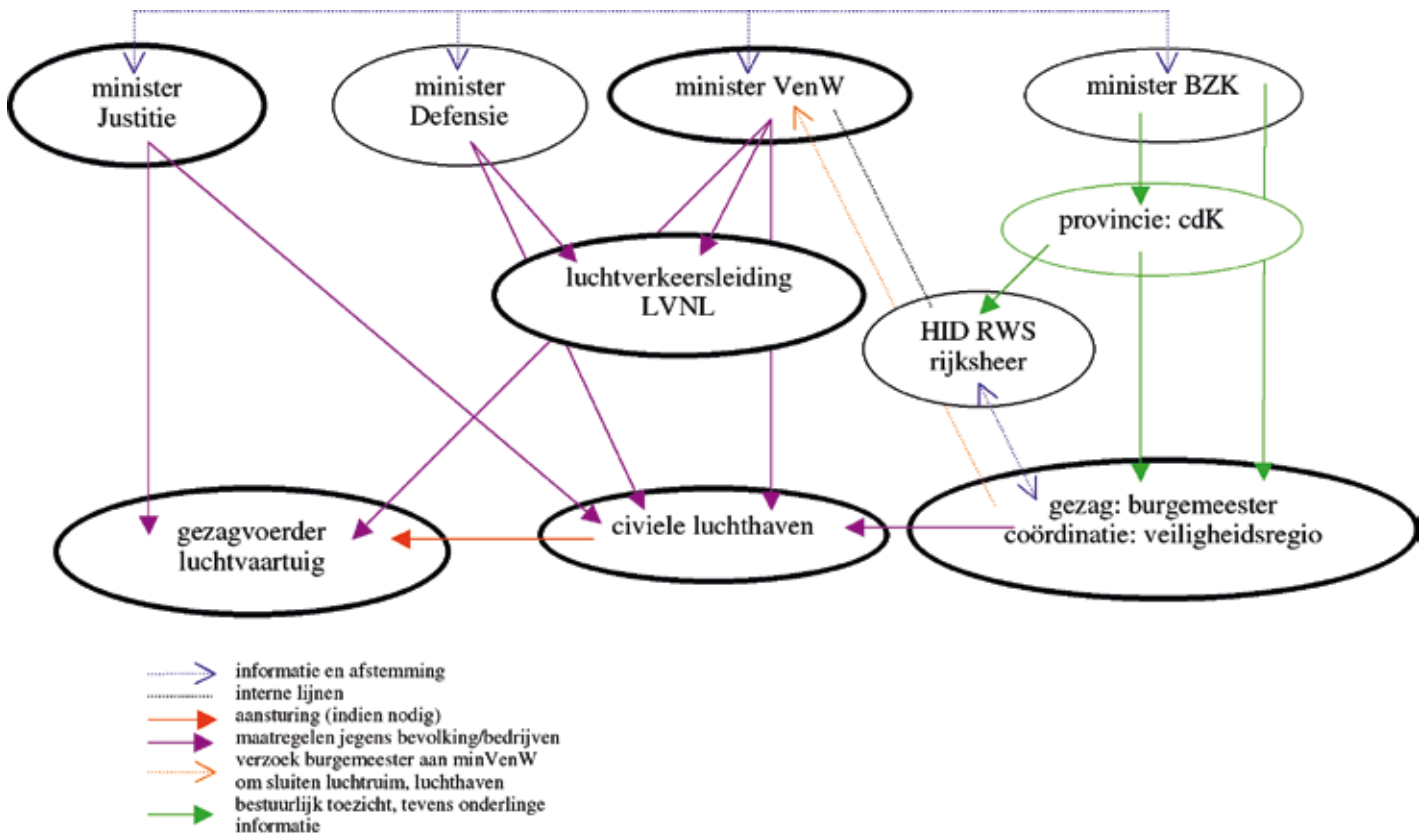 minister
Justitie
minister
Defensie
minister VenW
minister BZK
provincie: cdK
luchtverkeersleiding
LVNL
HID RWS
rijksheer
gezagvoerder
luchtvaartuig
civiele luchthaven
gezag: burgemeester
coördinatie: veiligheidsregio
informatie en afstemming
interne lijnen
aansturing (indien nodig)
maatregelen jegens bevolking/bedrijven
verzoek burgemeester aan minVenW
om sluiten luchtruim, luchthaven
bestuurlijk toezicht, tevens onderlinge
informatie